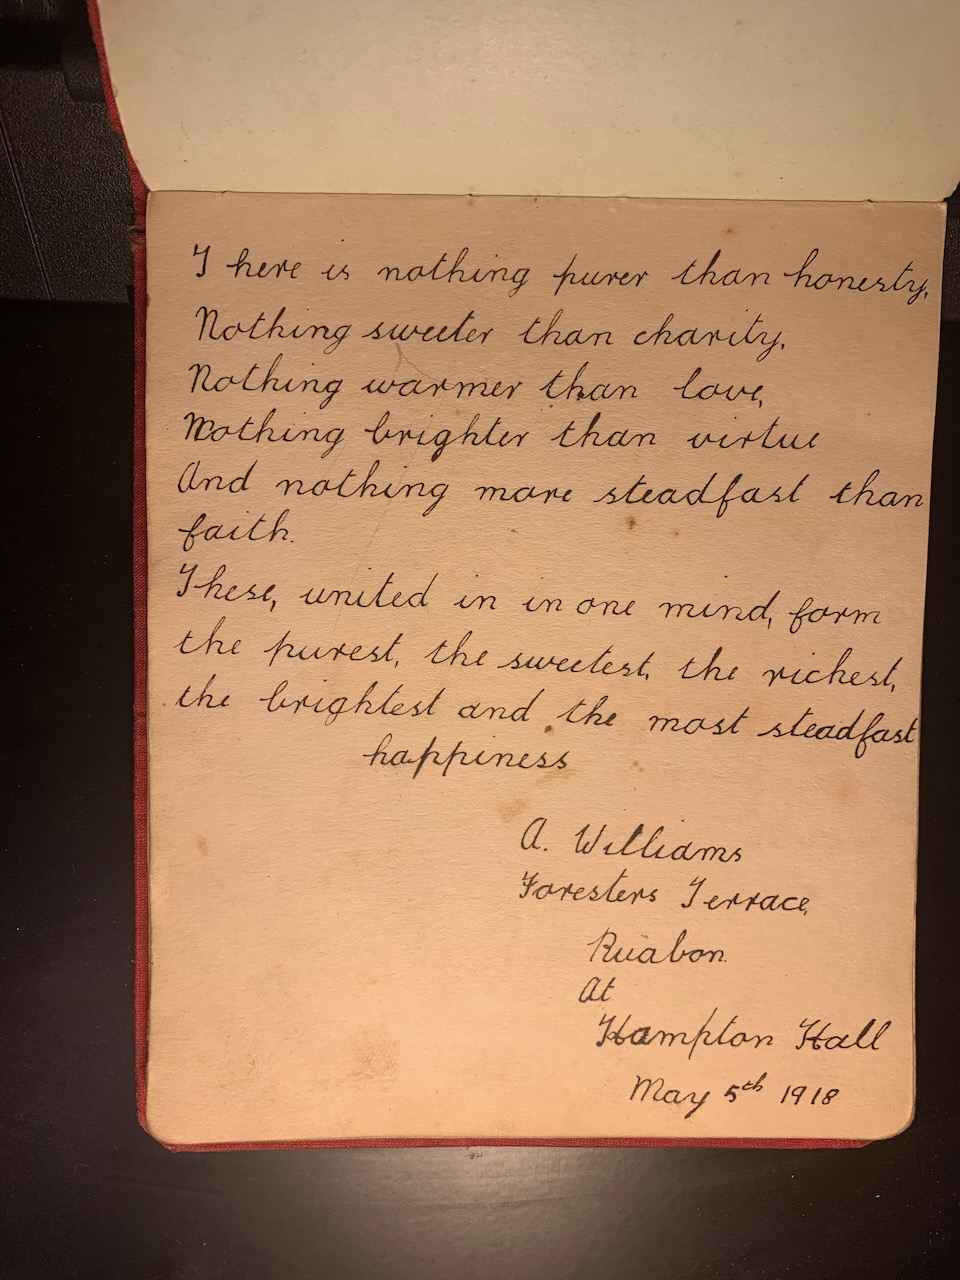 There is nothing purer than honesty,
Nothing sweeter than charity,
Nothing warmer than love,
Nothing brighter than virtue
And nothing more steadfast than
faith.
These, united in in one mind, form
the purest, the sweetest, the richest,
the brightest and the most steadfast
happiness
A. Williams
Foresters Terrace,
Ruabon.
At
Hampton Hall
May 5th 1918